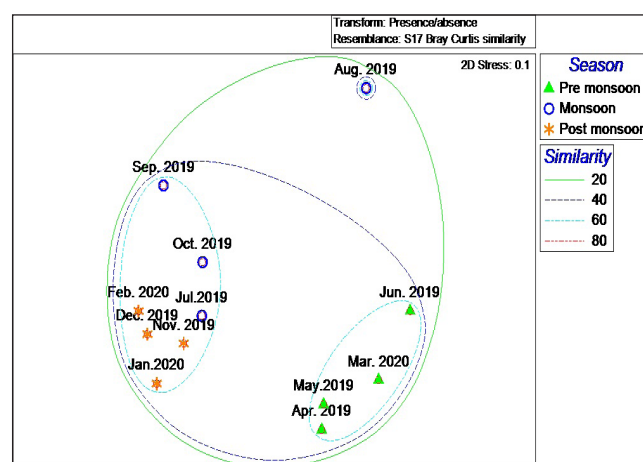 Transform: Presence/absence
Resemblance: S17 Bray Curtis similarity
2D Stress: 0.1
Aug. 2019
Sep. 2019
Oct. 2019
Feb. 2020
Jul.2019
Dec. 2019
Nov. 2019
Jan.2020
Jun. 2019
Mar. 2020
May.2019
Apr. 2019
Season
Pre monsoon
Monsoon
Post monsoon
Similarity
20
40
60
80